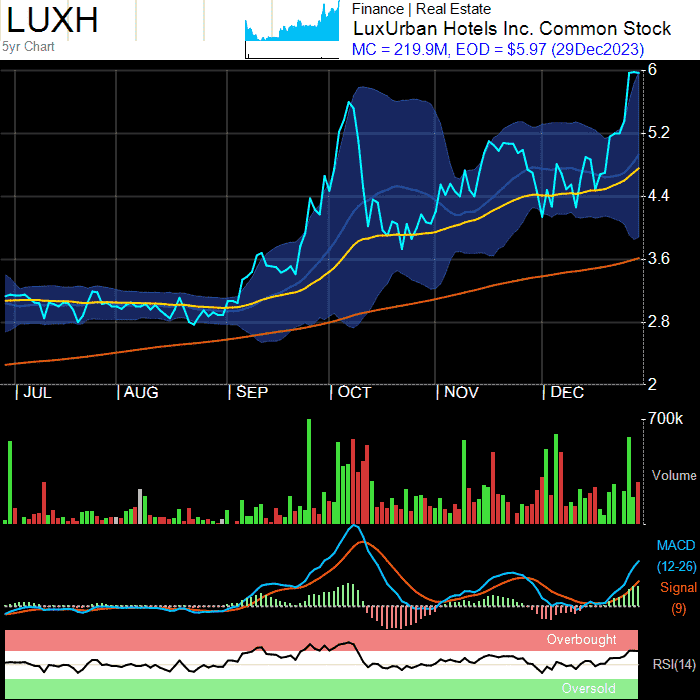 LUXH
5yr Chart
Finance | Real Estate
LuxUrban Hotels Inc. Common Stock
MC = 219.9M, EOD = $5.97 (29Dec2023)
6
5.2
4.4
3.6
2.8
2
| JUL | AUG | SEP | OCT | NOV | DEC
700k
Volume
MACD
(12-26)
Signal
(9)
Overbought
RSI(14)
Oversold